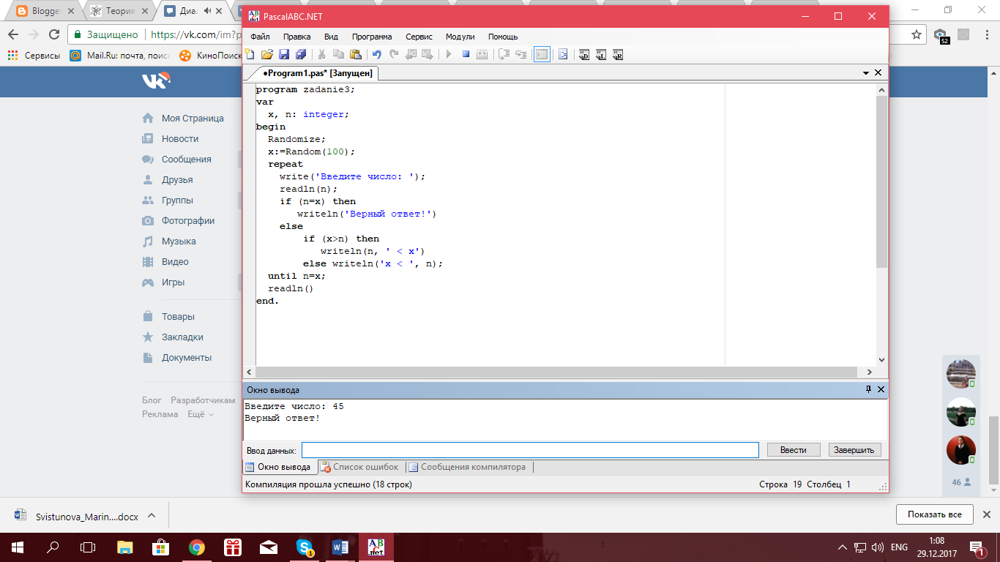 Blogge
Теория
Диа
PascalABC.NET
Защищено
https://vk.com/im?p
Файл Правка Вид Программа Сервис Модули Помощь
52
Сервисы
Mail.Ru: почта, поис
КиноПоиск
•Program1.pas* [Запущен]
program zadanie3;
var
x, n: integer;
begin
Randomize;
x:=Random(100);
repeat
write('Введите число: ');
readln(n);
if (n=x) then
writeln('Верный ответ!')
else
if (x>n) then
writeln(n, ' < x')
else writeln('x < ', n);
until n=x;
readln()
end.
Моя Страница
Новости
Сообщения
Друзья
Группы
Фотографии
Музыка
Видео
Игры
Товары
Закладки
Документы
Блог Разработчикам
Реклама Ещё
Окно вывода
Введите число: 45
Верный ответ!
Ввод данных:
Ввести
Завершить
Окно вывода
Список ошибок
Сообщения компилятора
Компиляция прошла успешно (18 строк)
Строка 19 Столбец 1
46
Svistunova_Marin....docx
Показать все
ENG
1:08
29.12.2017